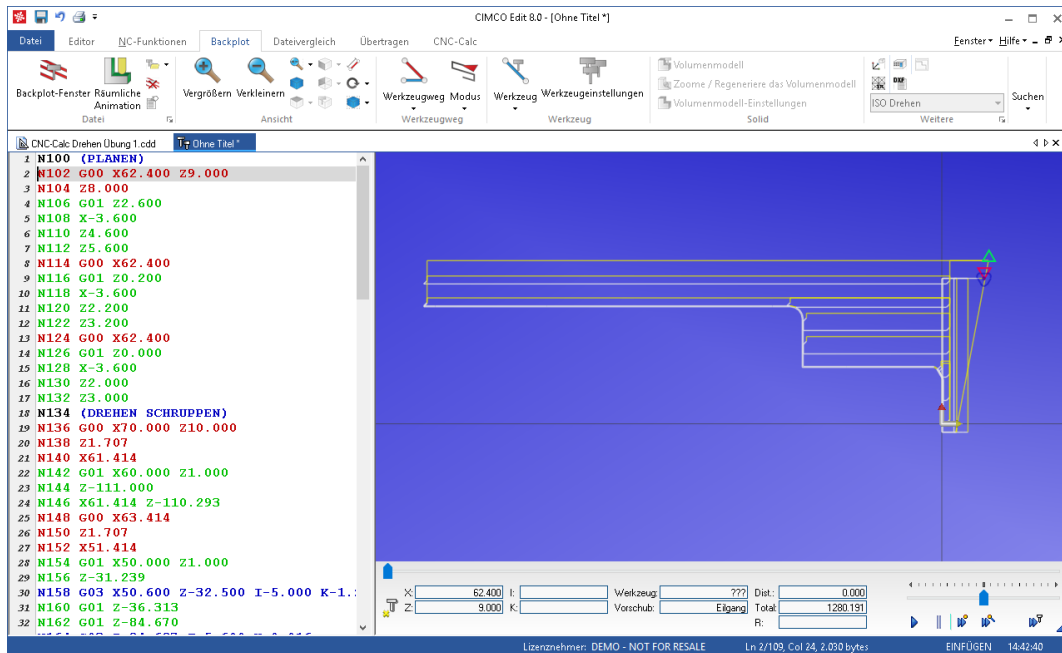 CIMCO Edit 8.0 - [Ohne Titel *]
Datei Editor NC-Funktionen Backplot Dateivergleich Übertragen CNC-Calc Fenster Hilfe
Backplot-Fenster Räumliche Animation
Vergrößern Verkleinern
Werkzeugweg Modus
Werkzeug Werkzeugeinstellungen
Volumenmodell
Zoome / Regeneriere das Volumenmodell
Volumenmodell-Einstellungen
DXF
ISO Drehen
Suchen
Datei Ansicht Werkzeugweg Werkzeug Solid Weitere
CNC-Calc Drehen Übung 1.cdd Ohne Titel *
1 N100 (PLANEN)
2 N102 G00 X62.400 Z9.000
3 N104 Z8.000
4 N106 G01 Z2.600
5 N108 X-3.600
6 N110 Z4.600
7 N112 Z5.600
8 N114 G00 X62.400
9 N116 G01 Z0.200
10 N118 X-3.600
11 N120 Z2.200
12 N122 Z3.200
13 N124 G00 X62.400
14 N126 G01 Z0.000
15 N128 X-3.600
16 N130 Z2.000
17 N132 Z3.000
18 N134 (DREHEN SCHRUPPEN)
19 N136 G00 X70.000 Z10.000
20 N138 Z1.707
21 N140 X61.414
22 N142 G01 X60.000 Z1.000
23 N144 Z-111.000
24 N146 X61.414 Z-110.293
25 N148 G00 X63.414
26 N150 Z1.707
27 N152 X51.414
28 N154 G01 X50.000 Z1.000
29 N156 Z-31.239
30 N158 G03 X50.600 Z-32.500 I-5.000 K-1.
31 N160 G01 Z-36.313
32 N162 G01 Z-84.670
X: 62.400 I: Werkzeug: ??? Dist.: 0.000
Z: 9.000 K: Vorschub: Eilgang Total: 1280.191
R:
Lizenznehmer: DEMO - NOT FOR RESALE Ln 2/109, Col 24, 2.030 bytes EINFÜGEN 14:42:40